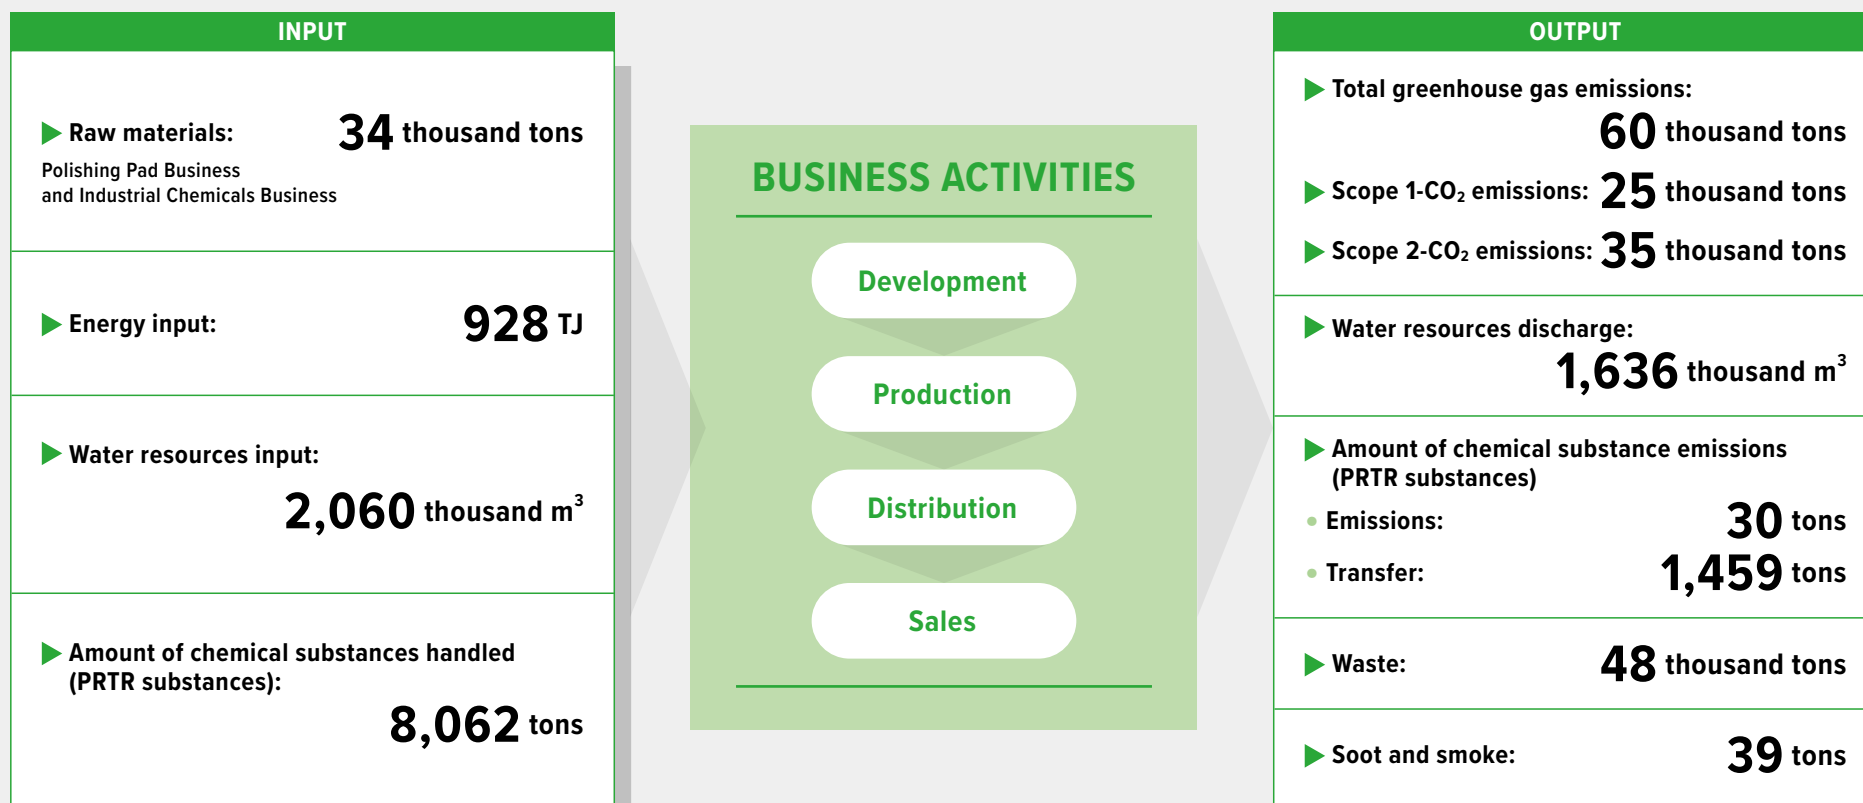 INPUT
Raw materials: 34 thousand tons
Polishing Pad Business
and Industrial Chemicals Business
Energy input: 928 TJ
Water resources input:
2,060 thousand m³
Amount of chemical substances handled
(PRTR substances):
8,062 tons
BUSINESS ACTIVITIES
Development
Production
Distribution
Sales
OUTPUT
Total greenhouse gas emissions:
60 thousand tons
Scope 1-CO₂ emissions: 25 thousand tons
Scope 2-CO₂ emissions: 35 thousand tons
Water resources discharge:
1,636 thousand m³
Amount of chemical substance emissions
(PRTR substances)
• Emissions: 30 tons
• Transfer: 1,459 tons
Waste: 48 thousand tons
Soot and smoke: 39 tons